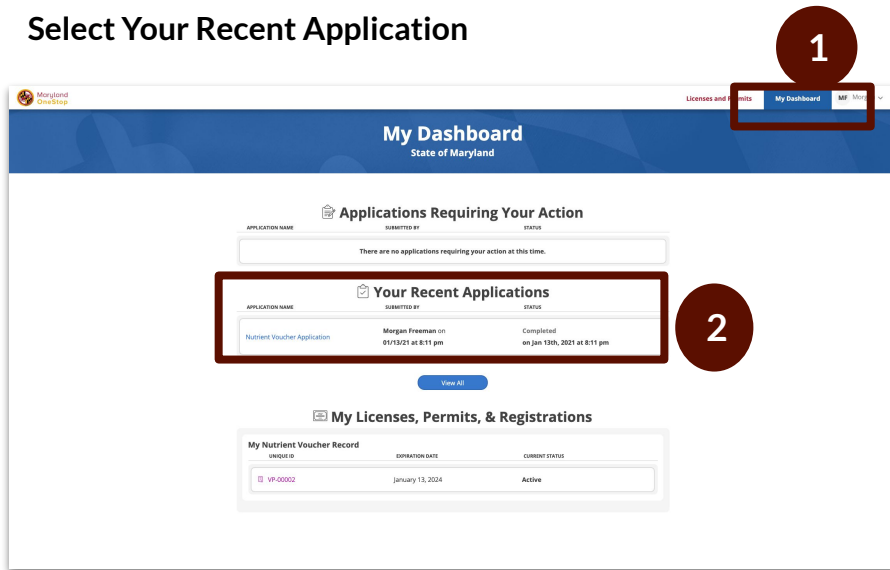 Select Your Recent Application
1
Maryland
OneStop
Licenses and Permits My Dashboard MF
My Dashboard
State of Maryland
Applications Requiring Your Action
APPLICATION NAME SUBMITTED BY STATUS
There are no applications requiring your action at this time.
Your Recent Applications
APPLICATION NAME SUBMITTED BY STATUS
Nutrient Voucher Application
Morgan Freeman on
01/13/21 at 8:11 pm
Completed
on Jan 13th, 2021 at 8:11 pm
2
View All
My Licenses, Permits, & Registrations
My Nutrient Voucher Record
UNIQUE ID EXPIRATION DATE CURRENT STATUS
VP-00002 January 13, 2024 Active